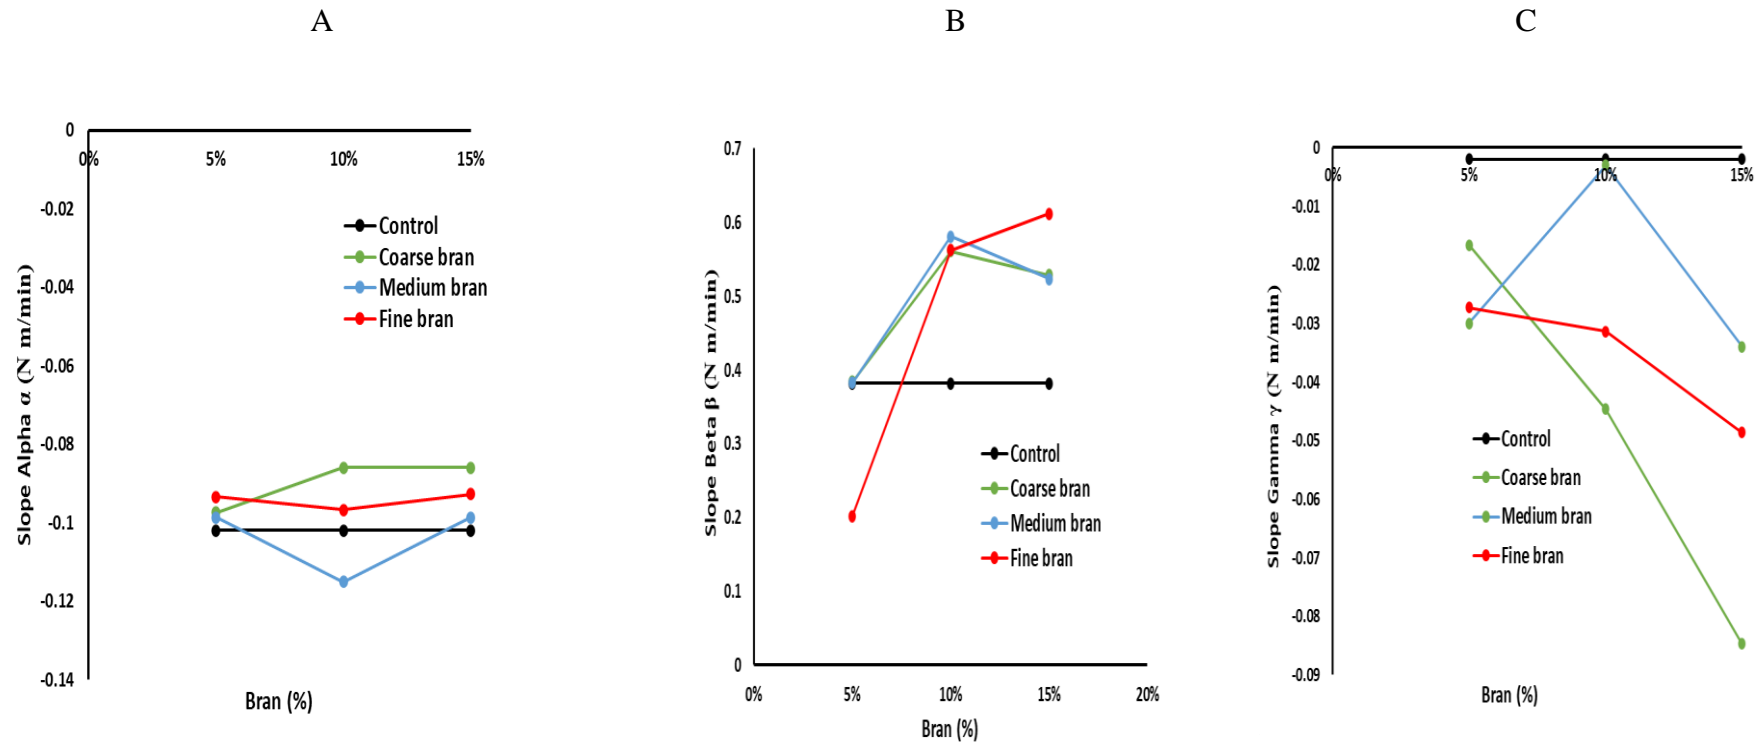 A
B
C
0
-0.02
-0.04
-0.06
-0.08
-0.1
-0.12
-0.14
0%
5%
10%
15%
Control
Coarse bran
Medium bran
Fine bran
Slope Alpha α (N m/min)
Bran (%)
0.7
0.6
0.5
0.4
0.3
0.2
0.1
0
0%
5%
10%
15%
20%
Control
Coarse bran
Medium bran
Fine bran
Slope Beta β (N m/min)
Bran (%)
0
-0.01
-0.02
-0.03
-0.04
-0.05
-0.06
-0.07
-0.08
-0.09
0%
5%
10%
15%
Control
Coarse bran
Medium bran
Fine bran
Slope Gamma γ (N m/min)
Bran (%)